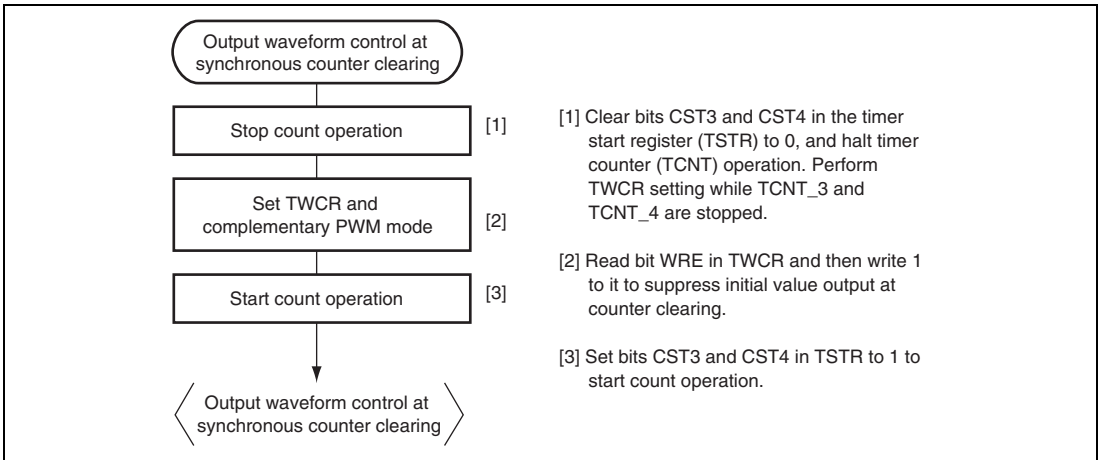 Output waveform control at
synchronous counter clearing
Stop count operation
[1]
Set TWCR and
complementary PWM mode
[2]
Start count operation
[3]
Output waveform control at
synchronous counter clearing
[1] Clear bits CST3 and CST4 in the timer
start register (TSTR) to 0, and halt timer
counter (TCNT) operation. Perform
TWCR setting while TCNT_3 and
TCNT_4 are stopped.
[2] Read bit WRE in TWCR and then write 1
to it to suppress initial value output at
counter clearing.
[3] Set bits CST3 and CST4 in TSTR to 1 to
start count operation.